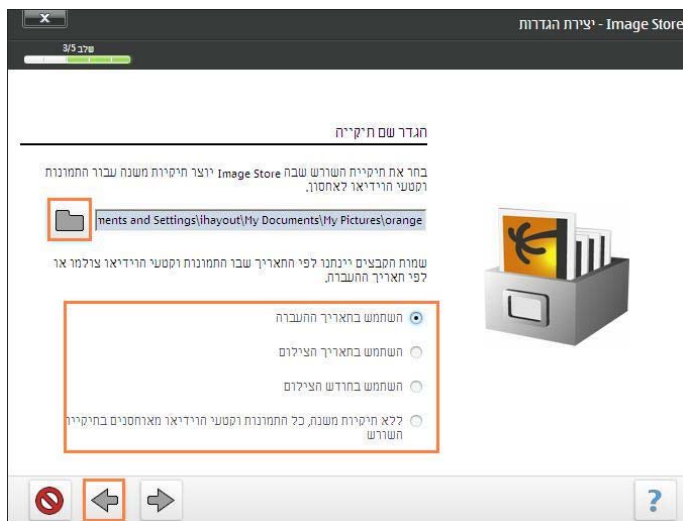 Image Store - יצירת הגדרות
שלב 3/5
הגדר שם תיקייה
בחר את תיקיית השורש שבה Image Store יוצר תיקיות משנה עבור התמונות
וקטעי הוידיאו לאחסון.
ments and Settings\ihayout\My Documents\My Pictures\orange
שמות הקבצים יינתנו לפי התאריך שבו התמונות וקטעי הוידיאו צולמו או
לפי תאריך ההעברה.
השתמש בתאריך ההעברה
השתמש בתאריך הצילום
השתמש בחודש הצילום
ללא תיקיות משנה, כל התמונות וקטעי הוידיאו מאוחסנים בתיקיית
השורש
?